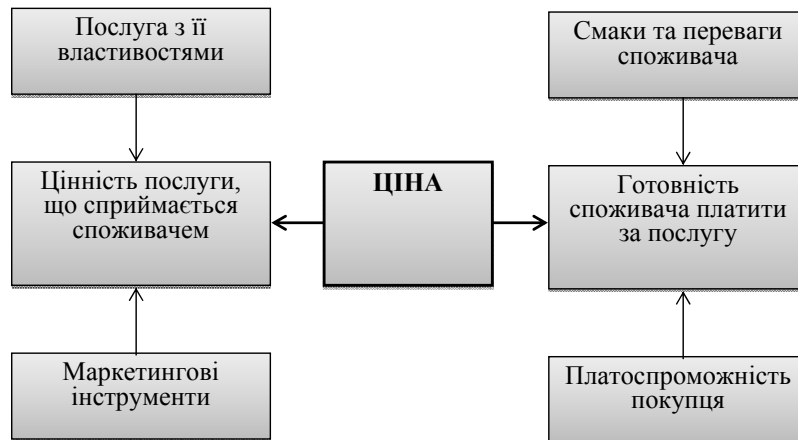 Послуга з її
властивостями
Смаки та переваги
споживача
Цінність послуги,
що сприймається
споживачем
ЦІНА
Готовність
споживача платити
за послугу
Маркетингові
інструменти
Платоспроможність
покупця